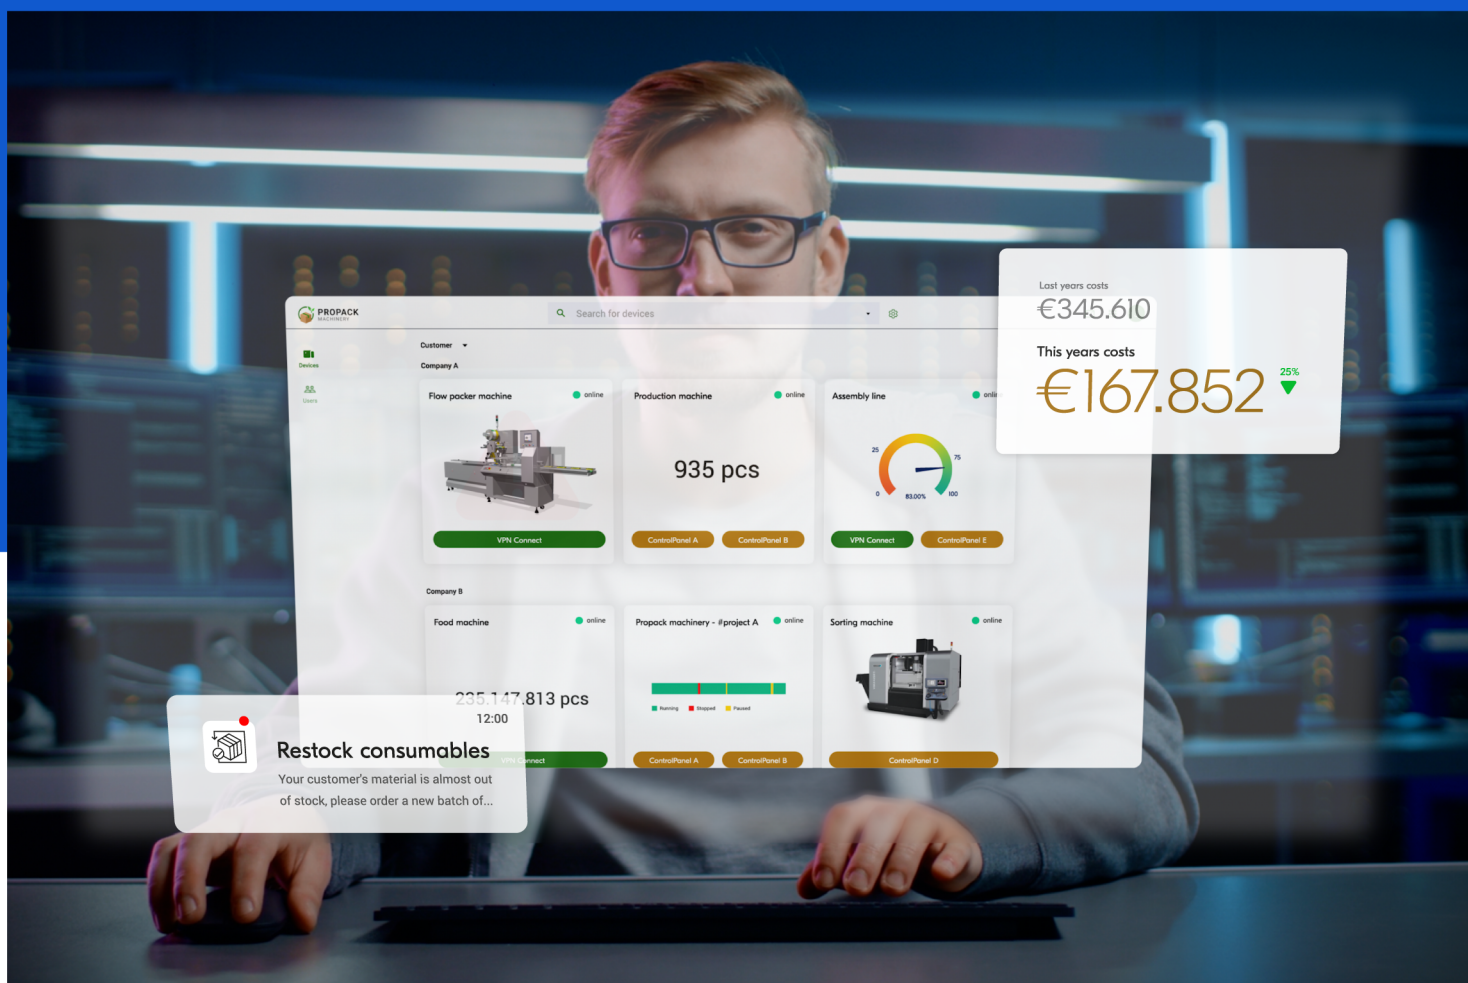 PROPACK
MACHINERY
Search for devices
Devices
Users
Customer
Company A
Flow packer machine
online
VPN Connect
Production machine
online
935 pcs
ControlPanel A
ControlPanel B
Assembly line
onlin
25
75
0
83.00%
100
VPN Connect
ControlPanel E
Last years costs
€345.610
This years costs
€167.852
25%
Company B
Food machine
online
235.147.813 pcs
VPN Connect
Propack machinery - #project A
online
Running
Stopped
Paused
ControlPanel A
ControlPanel B
Sorting machine
online
ControlPanel D
12:00
Restock consumables
Your customer's material is almost out
of stock, please order a new batch of...